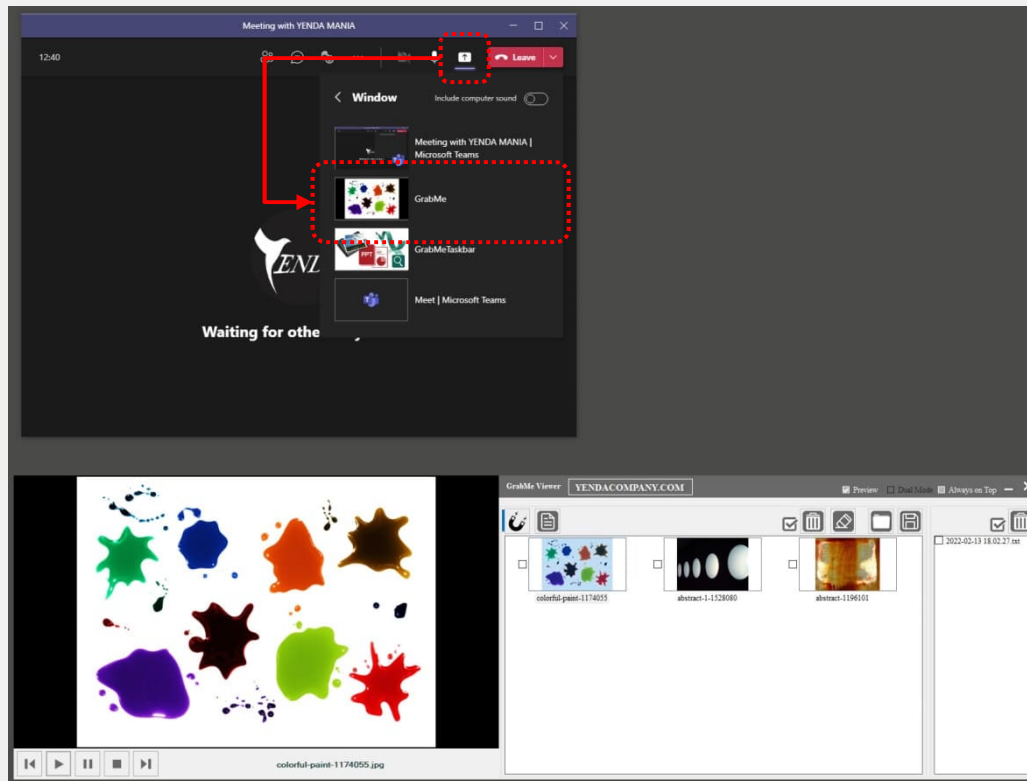 Meeting with YENDA MANIA
12:40
Leave
Window
Include computer sound
Meeting with YENDA MANIA |
Microsoft Teams
GrabMe
GrabMeTaskbar
PPT
Meet | Microsoft Teams
Waiting for othe
GrabMe Viewer
YENDACOMPANY.COM
Preview
Dual Mode
Always on Top
2022-02-13 18.02.27.txt
colorful-paint-1174055
abstract-1-1528080
abstract-1196101
colorful-paint-1174055.jpg